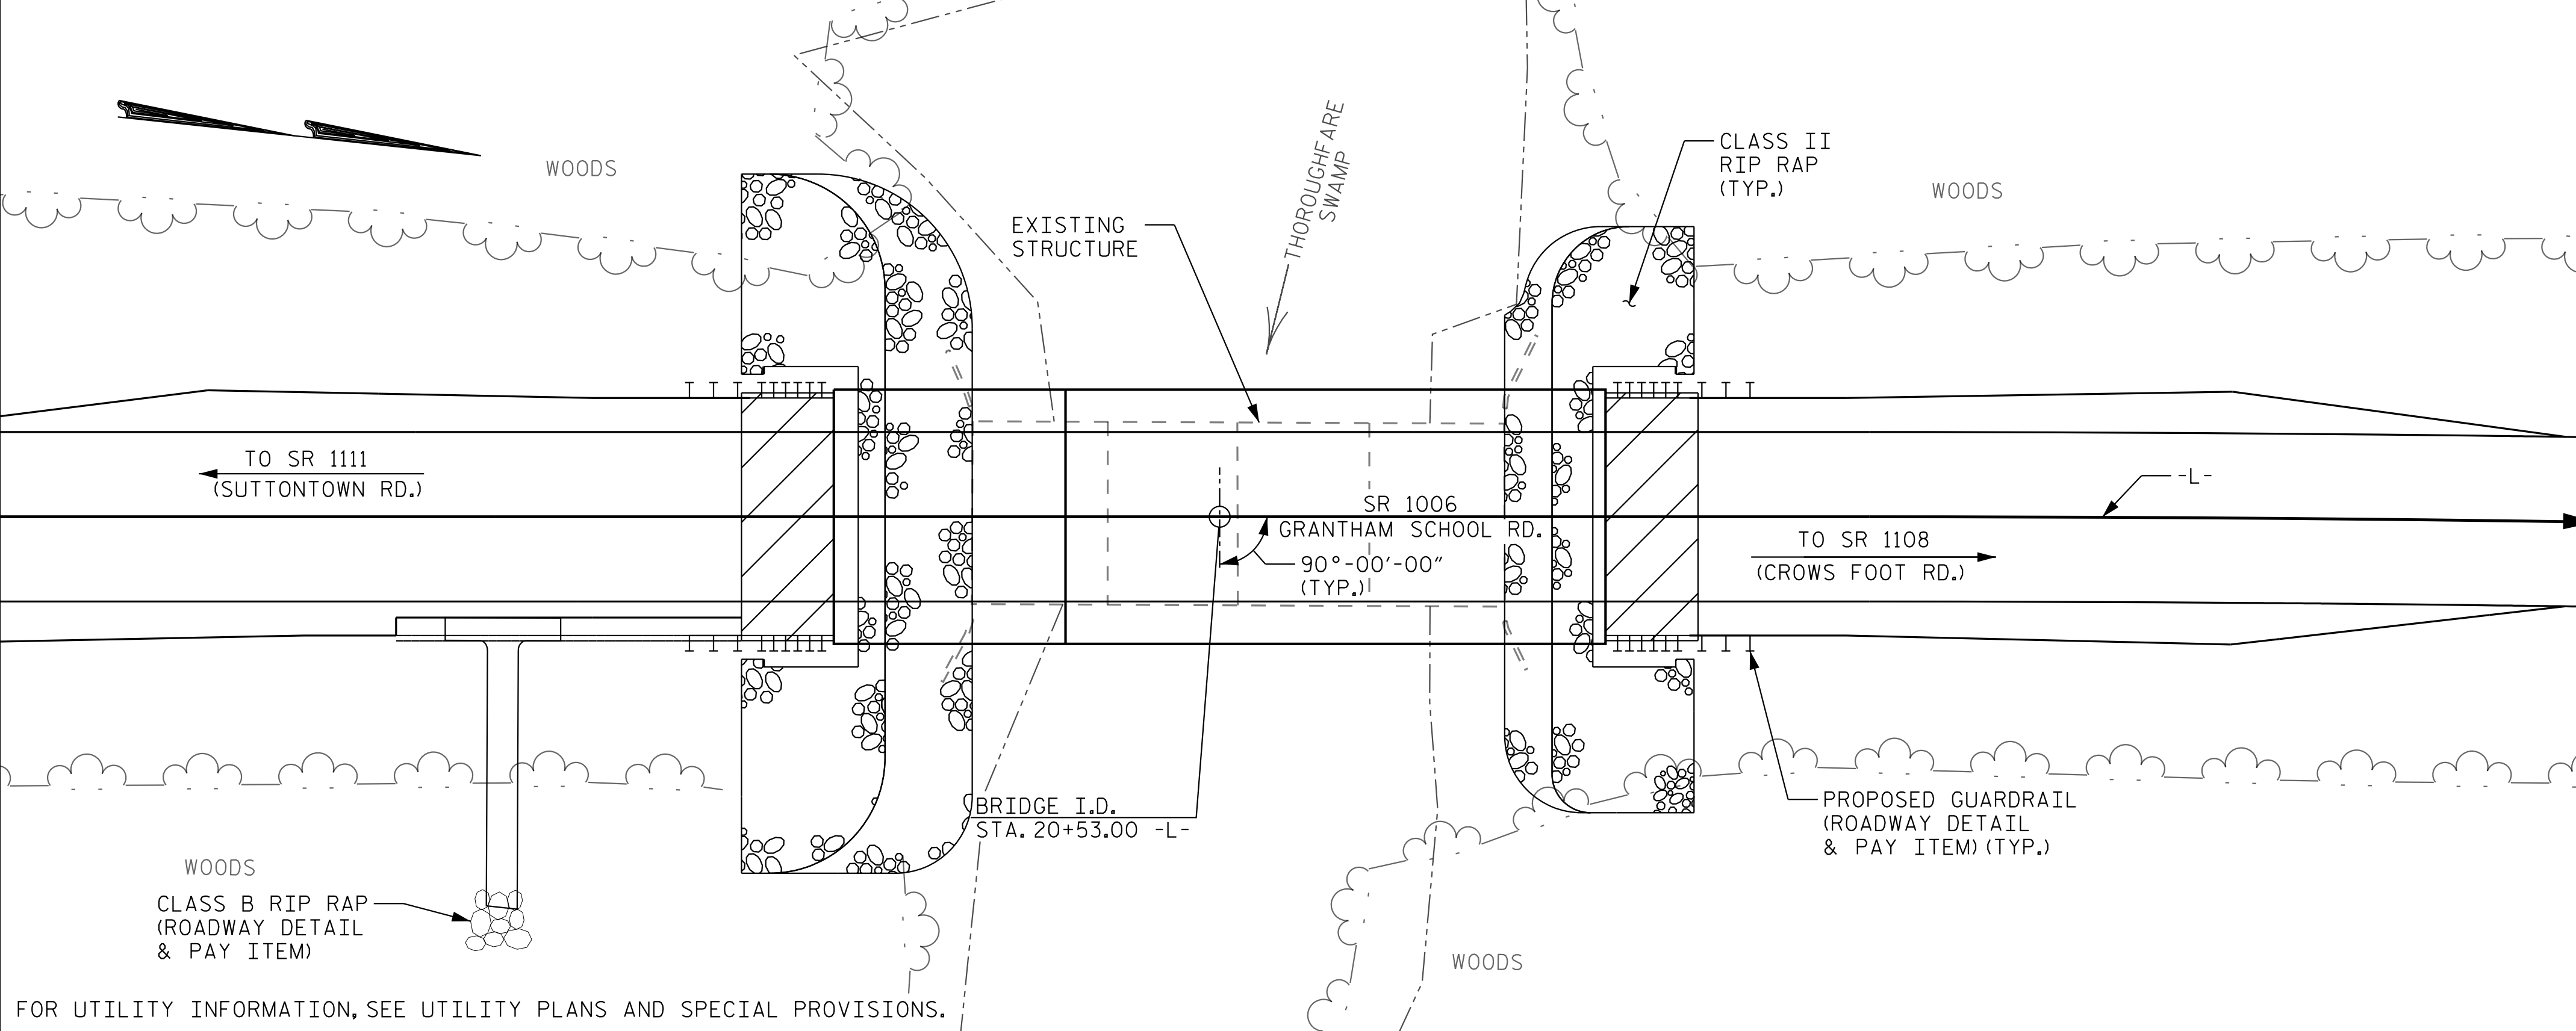 CLASS II
RIP RAP
(TYP.)
WOODS
WOODS
THOROUGHFARE
SWAMP
EXISTING
STRUCTURE
TO SR 1111
(SUTTONTOWN RD.)
-L-
SR 1006
GRANTHAM SCHOOL RD.
90°-00'-00"
(TYP.)
TO SR 1108
(CROWS FOOT RD.)
BRIDGE I.D.
STA. 20+53.00 -L-
PROPOSED GUARDRAIL
(ROADWAY DETAIL
& PAY ITEM) (TYP.)
WOODS
CLASS B RIP RAP
(ROADWAY DETAIL
& PAY ITEM)
WOODS
FOR UTILITY INFORMATION, SEE UTILITY PLANS AND SPECIAL PROVISIONS.